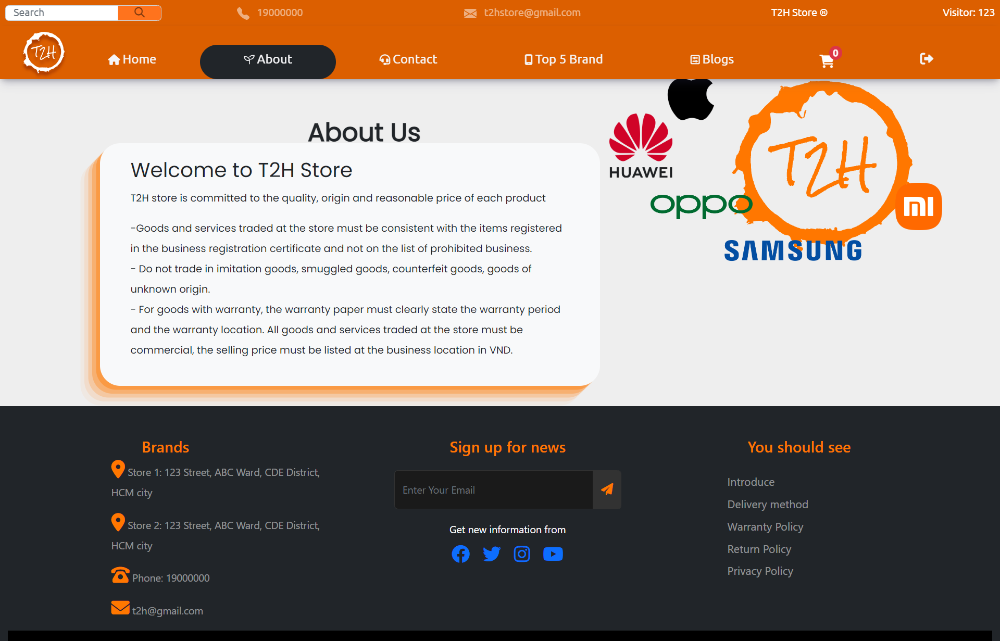 Search
19000000
t2hstore@gmail.com
T2H Store ®
Visitor: 123
T2H
Home
About
Contact
Top 5 Brand
Blogs
0
About Us
Welcome to T2H Store
T2H store is committed to the quality, origin and reasonable price of each product
-Goods and services traded at the store must be consistent with the items registered
in the business registration certificate and not on the list of prohibited business.
- Do not trade in imitation goods, smuggled goods, counterfeit goods, goods of
unknown origin.
- For goods with warranty, the warranty paper must clearly state the warranty period
and the warranty location. All goods and services traded at the store must be
commercial, the selling price must be listed at the business location in VND.
HUAWEI
T2H
oppo
mi
SAMSUNG
Brands
Store 1: 123 Street, ABC Ward, CDE District,
HCM city
Store 2: 123 Street, ABC Ward, CDE District,
HCM city
Phone: 19000000
t2h@gmail.com
Sign up for news
Enter Your Email
Get new information from
You should see
Introduce
Delivery method
Warranty Policy
Return Policy
Privacy Policy